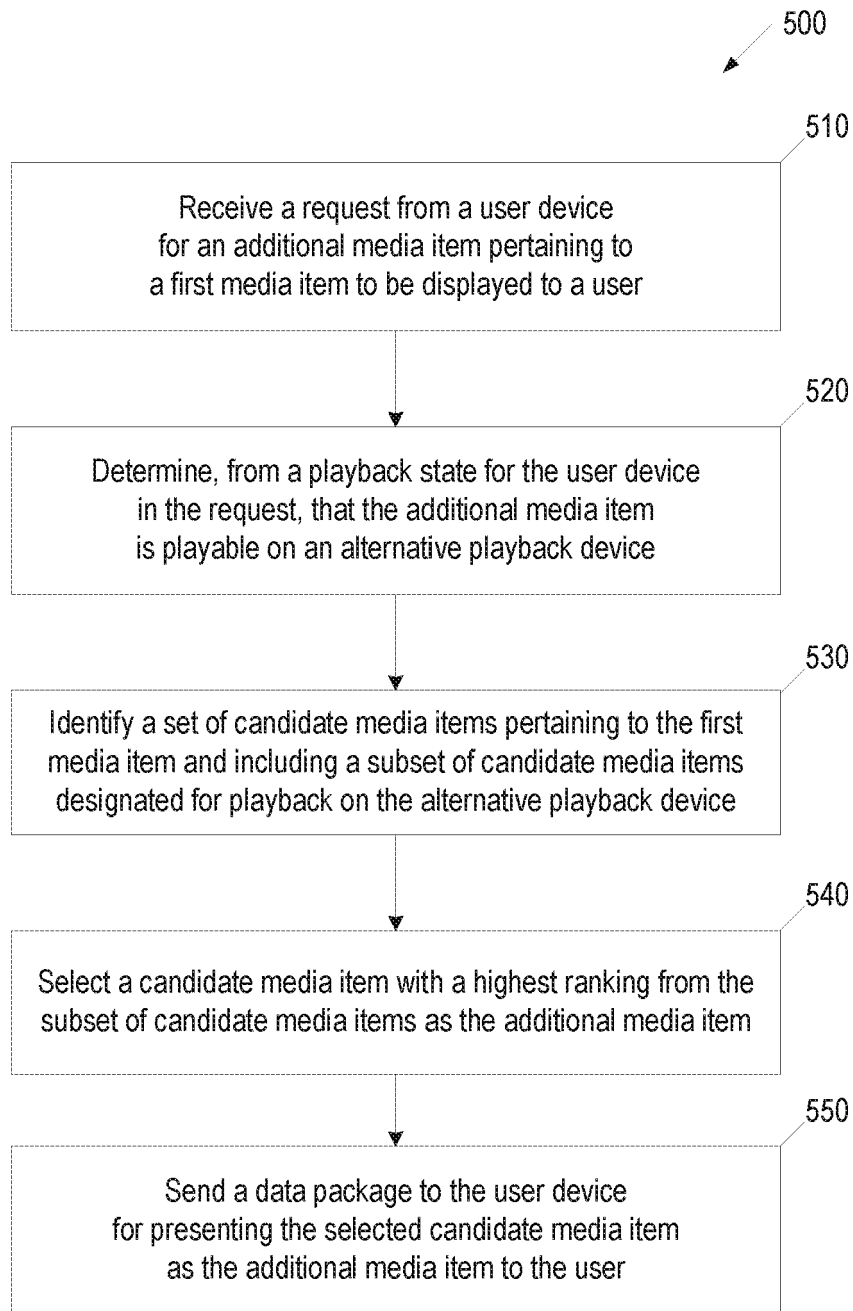 500
510
Receive a request from a user device
for an additional media item pertaining to
a first media item to be displayed to a user
520
Determine, from a playback state for the user device
in the request, that the additional media item
is playable on an alternative playback device
530
Identify a set of candidate media items pertaining to the first
media item and including a subset of candidate media items
designated for playback on the alternative playback device
540
Select a candidate media item with a highest ranking from the
subset of candidate media items as the additional media item
550
Send a data package to the user device
for presenting the selected candidate media item
as the additional media item to the user